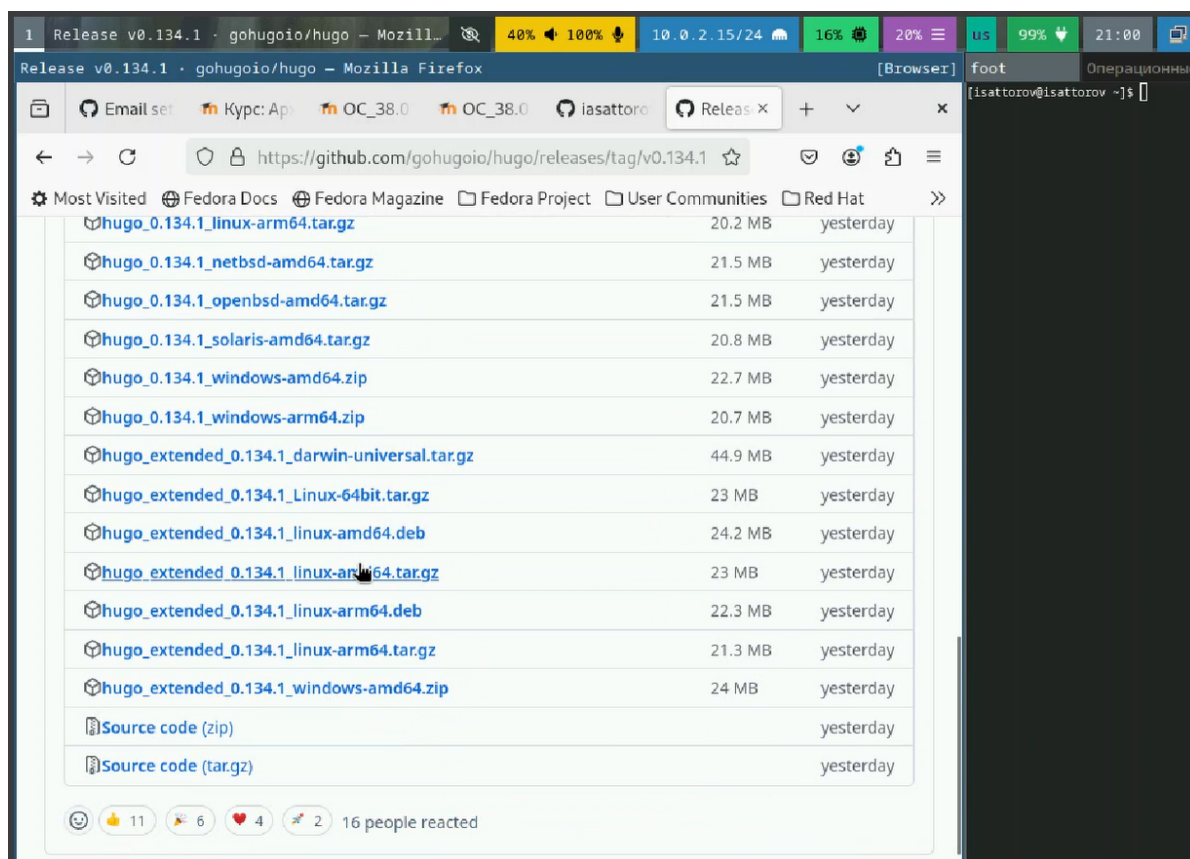 1 Release v0.134.1 · gohugoio/hugo — Mozill… 40% 100% 10.0.2.15/24 16% 20% us 99% 21:00
Release v0.134.1 · gohugoio/hugo — Mozilla Firefox [Browser] foot Операционны
[isattorov@isattorov ~]$
Email set Курс: Ар ОС_38.0 ОС_38.0 iasattoro Releas
https://github.com/gohugoio/hugo/releases/tag/v0.134.1
Most Visited Fedora Docs Fedora Magazine Fedora Project User Communities Red Hat
hugo_0.134.1_linux-arm64.tar.gz 20.2 MB yesterday
hugo_0.134.1_netbsd-amd64.tar.gz 21.5 MB yesterday
hugo_0.134.1_openbsd-amd64.tar.gz 21.5 MB yesterday
hugo_0.134.1_solaris-amd64.tar.gz 20.8 MB yesterday
hugo_0.134.1_windows-amd64.zip 22.7 MB yesterday
hugo_0.134.1_windows-arm64.zip 20.7 MB yesterday
hugo_extended_0.134.1_darwin-universal.tar.gz 44.9 MB yesterday
hugo_extended_0.134.1_Linux-64bit.tar.gz 23 MB yesterday
hugo_extended_0.134.1_linux-amd64.deb 24.2 MB yesterday
hugo_extended_0.134.1_linux-amd64.tar.gz 23 MB yesterday
hugo_extended_0.134.1_linux-arm64.deb 22.3 MB yesterday
hugo_extended_0.134.1_linux-arm64.tar.gz 21.3 MB yesterday
hugo_extended_0.134.1_windows-amd64.zip 24 MB yesterday
Source code (zip) yesterday
Source code (tar.gz) yesterday
11 6 4 2 16 people reacted